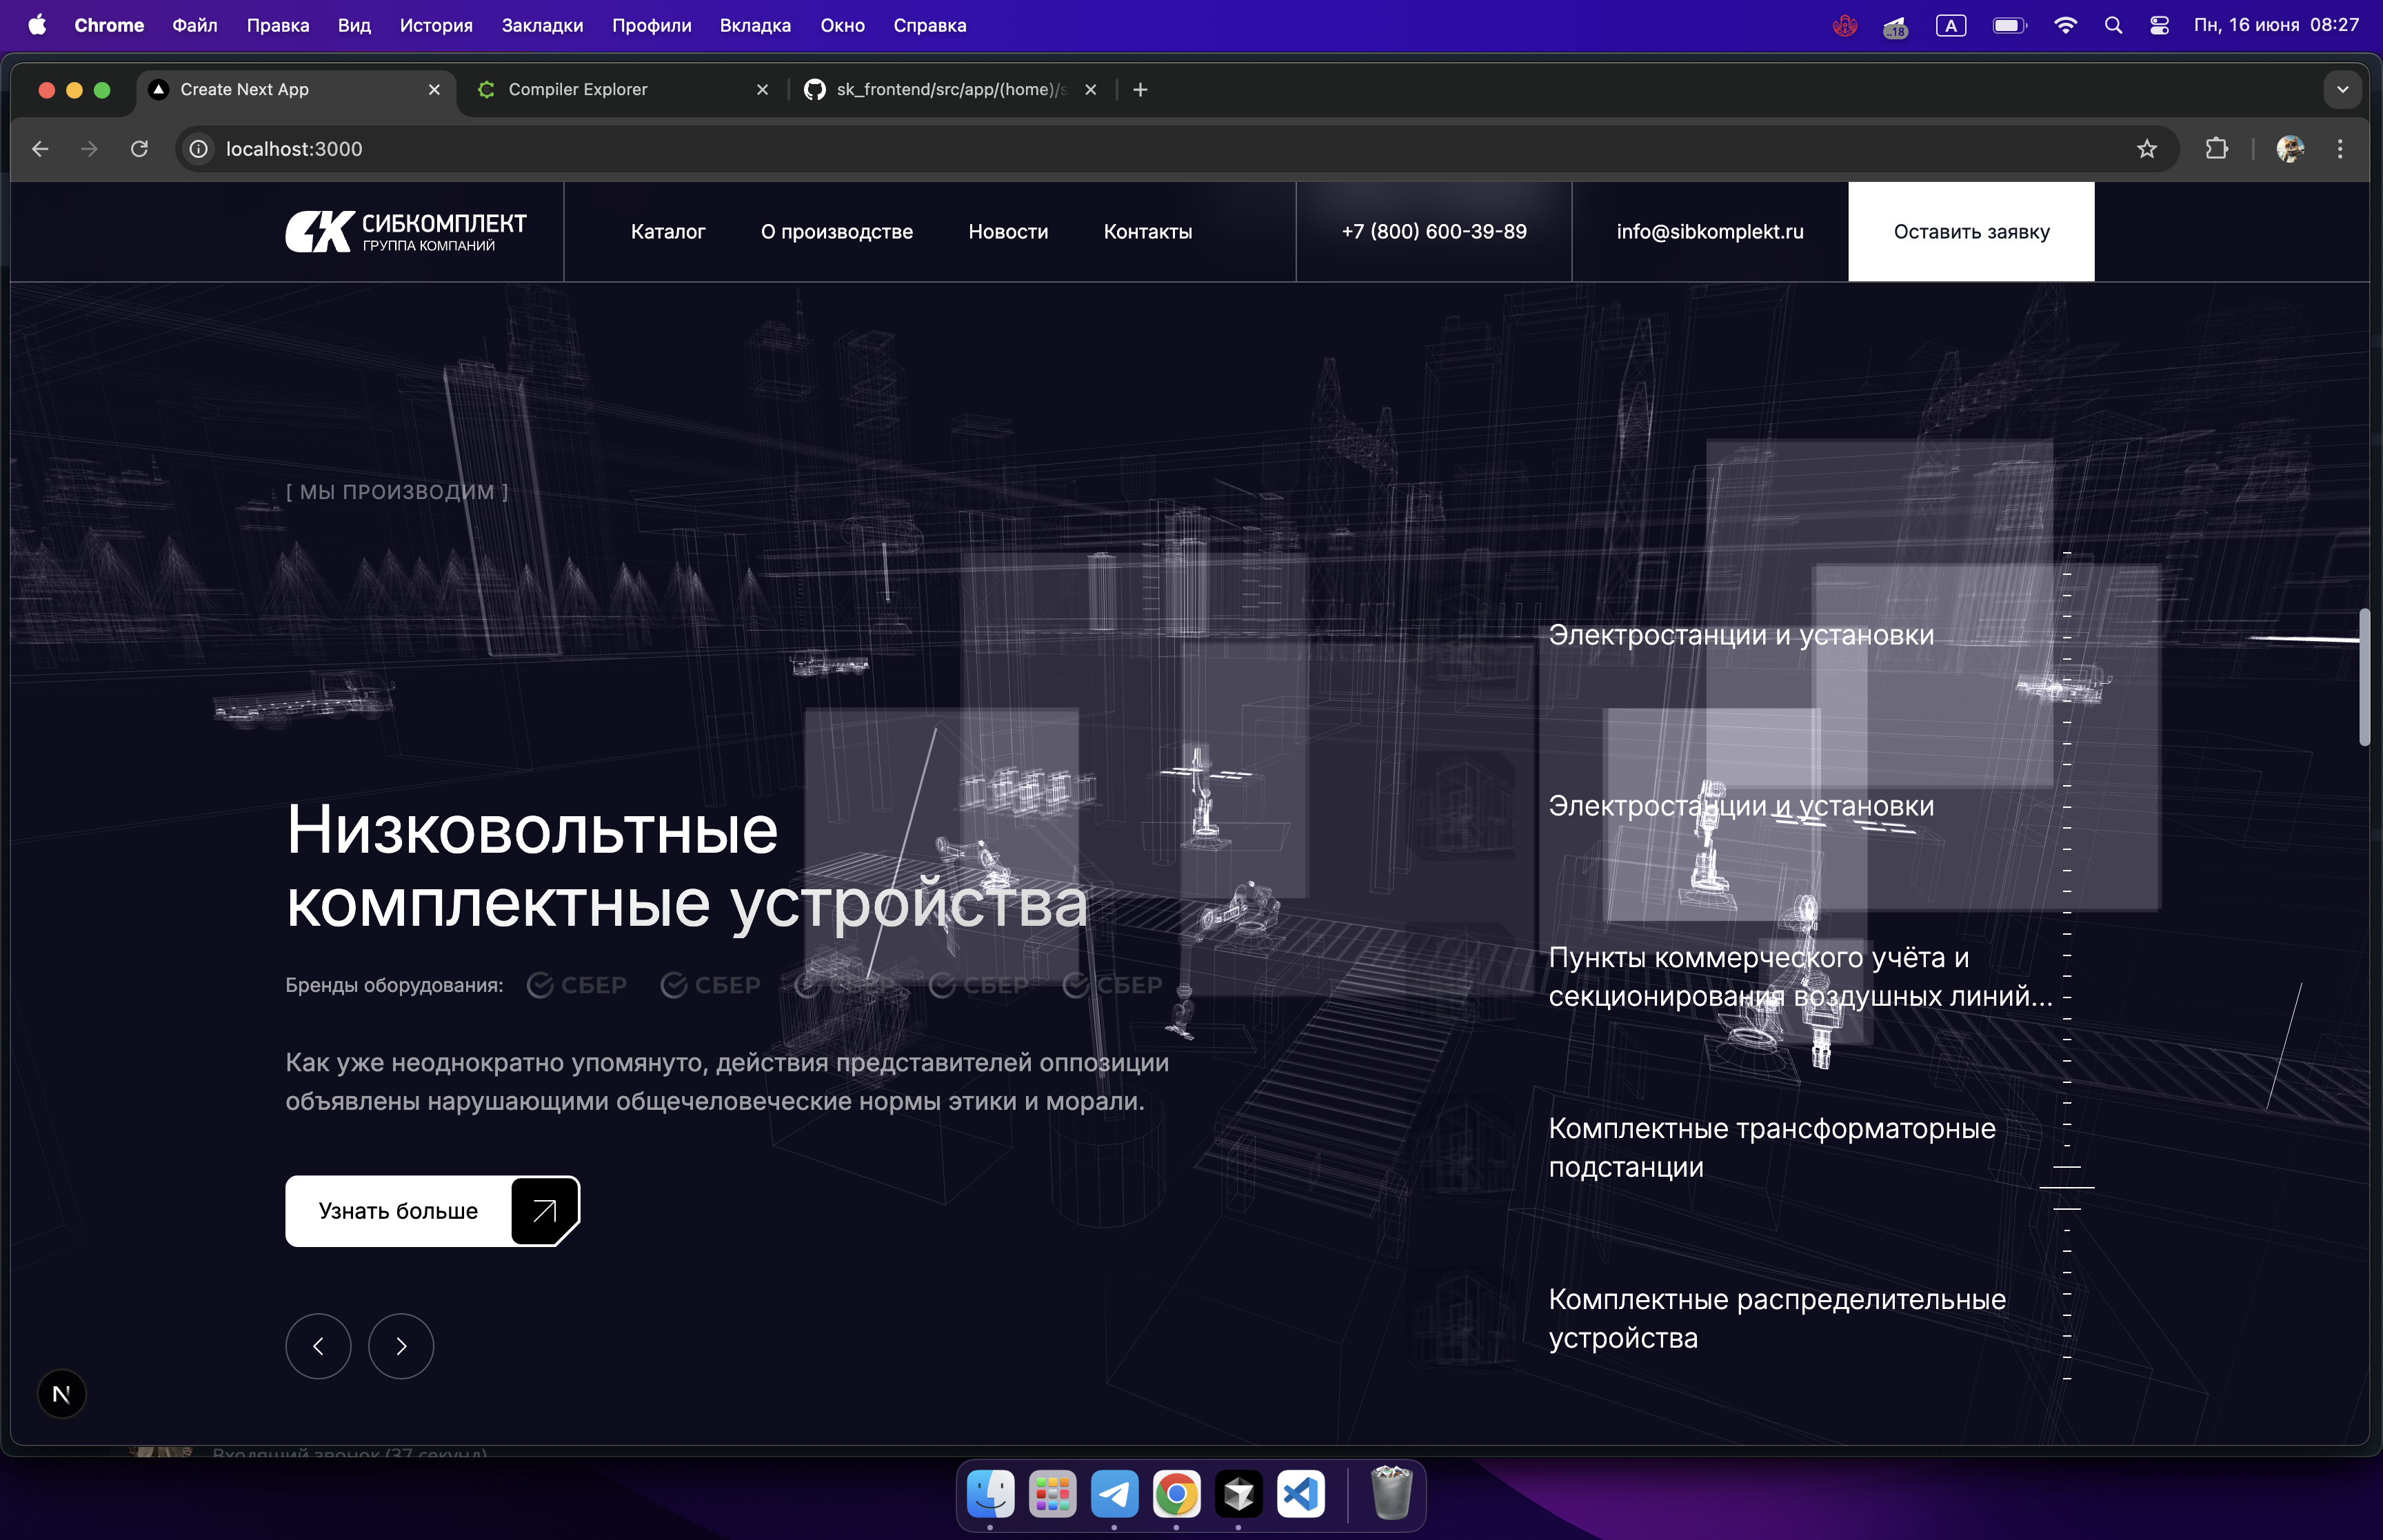 Chrome Файл Правка Вид История Закладки Профили Вкладка Окно Справка
..18 A Пн, 16 июня 08:27
Create Next App
Compiler Explorer
sk_frontend/src/app/(home)/s
localhost:3000
СК СИБКОМПЛЕКТ
ГРУППА КОМПАНИЙ
Каталог О производстве Новости Контакты
+7 (800) 600-39-89
info@sibkomplekt.ru
Оставить заявку
[ МЫ ПРОИЗВОДИМ ]
Низковольтные
комплектные устройства
Бренды оборудования: СБЕР СБЕР СБЕР СБЕР СБЕР
Как уже неоднократно упомянуто, действия представителей оппозиции
объявлены нарушающими общечеловеческие нормы этики и морали.
Узнать больше
Электростанции и установки
Электростанции и установки
Пункты коммерческого учёта и
секционирования воздушных линий...
Комплектные трансформаторные
подстанции
Комплектные распределительные
устройства
N
Входящий звонок (37 секунд)